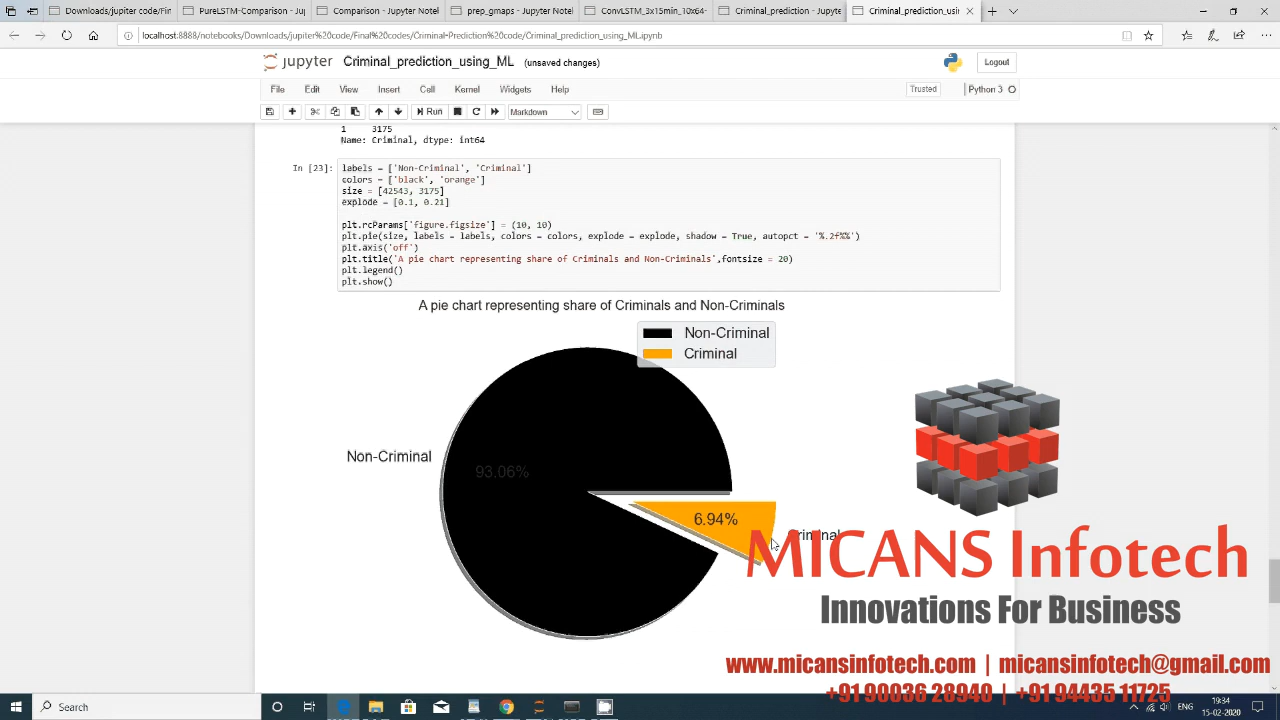 Downloads/jupiter code/Fin
PureLSTM-Comparison - Jup
Comparison - Jupyter Notel
prep_gmaps - Jupyter Notel
ConvLSTM_3x15min_10x64-
prediction_ - Jupyter Notel
Criminal_prediction_usi
localhost:8888/notebooks/Downloads/jupiter%20code/Final%20codes/Criminal-Prediction%20code/Criminal_prediction_using_ML.ipynb
jupyter Criminal_prediction_using_ML (unsaved changes)
Logout
File Edit View Insert Cell Kernel Widgets Help
Trusted
Python 3
Run
Markdown
1 3175
Name: Criminal, dtype: int64
In [23]:
labels = ['Non-Criminal', 'Criminal']
colors = ['black', 'orange']
size = [42543, 3175]
explode = [0.1, 0.21]
plt.rcParams['figure.figsize'] = (10, 10)
plt.pie(size, labels = labels, colors = colors, explode = explode, shadow = True, autopct = '%.2f%%')
plt.axis('off')
plt.title('A pie chart representing share of Criminals and Non-Criminals',fontsize = 20)
plt.legend()
plt.show()
A pie chart representing share of Criminals and Non-Criminals
Non-Criminal
Criminal
Non-Criminal
93.06%
6.94%
Criminal
MICANS Infotech
Innovations For Business
www.micansinfotech.com | micansinfotech@gmail.com
+91 90036 28940 | +91 94435 11725
Search
ENG
19:34
15-02-2020